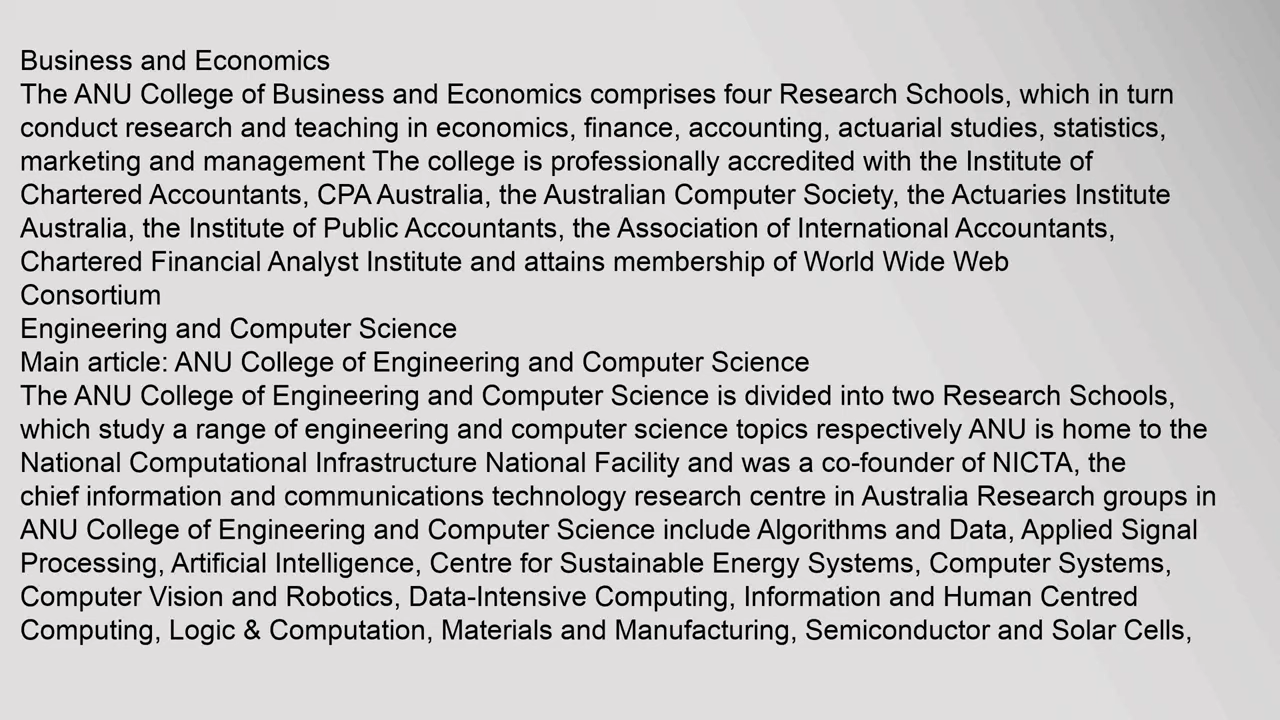 Business and Economics
The ANU College of Business and Economics comprises four Research Schools, which in turn
conduct research and teaching in economics, finance, accounting, actuarial studies, statistics,
marketing and management The college is professionally accredited with the Institute of
Chartered Accountants, CPA Australia, the Australian Computer Society, the Actuaries Institute
Australia, the Institute of Public Accountants, the Association of International Accountants,
Chartered Financial Analyst Institute and attains membership of World Wide Web
Consortium
Engineering and Computer Science
Main article: ANU College of Engineering and Computer Science
The ANU College of Engineering and Computer Science is divided into two Research Schools,
which study a range of engineering and computer science topics respectively ANU is home to the
National Computational Infrastructure National Facility and was a co-founder of NICTA, the
chief information and communications technology research centre in Australia Research groups in
ANU College of Engineering and Computer Science include Algorithms and Data, Applied Signal
Processing, Artificial Intelligence, Centre for Sustainable Energy Systems, Computer Systems,
Computer Vision and Robotics, Data-Intensive Computing, Information and Human Centred
Computing, Logic & Computation, Materials and Manufacturing, Semiconductor and Solar Cells,